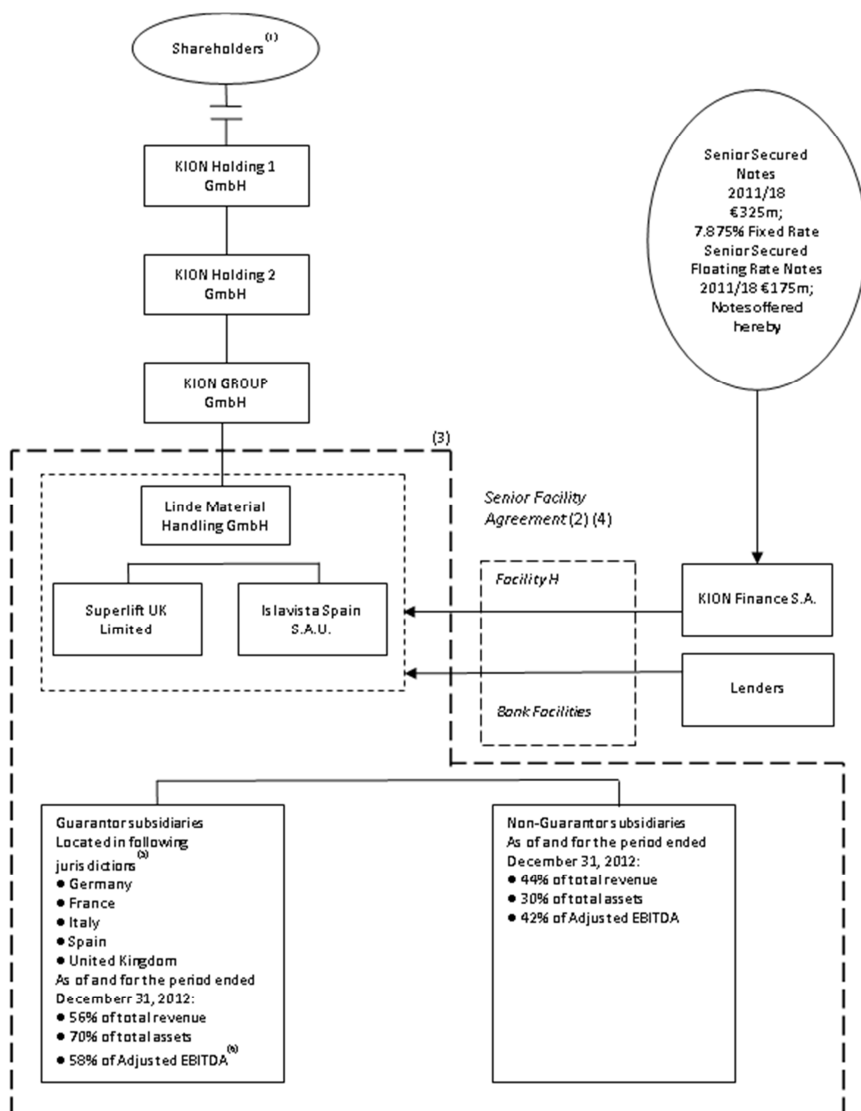 Shareholders (1)
KION Holding 1
GmbH
KION Holding 2
GmbH
KION GROUP
GmbH
Senior Secured
Notes
2011/18
€325m;
7.875% Fixed Rate
Senior Secured
Floating Rate Notes
2011/18 €175m;
Notes offered
hereby
(3)
Linde Material
Handling GmbH
Superlift UK
Limited
Islavista Spain
S.A.U.
Senior Facility
Agreement (2) (4)
Facility H
Bank Facilities
KION Finance S.A.
Lenders
Guarantor subsidiaries
Located in following
jurisdictions
● Germany
● France
● Italy
● Spain
● United Kingdom
As of and for the period ended
Decemberr 31, 2012:
● 56% of total revenue
● 70% of total assets
● 58% of Adjusted EBITDA
Non-Guarantor subsidiaries
As of and for the period ended
December 31, 2012:
● 44% of total revenue
● 30% of total assets
● 42% of Adjusted EBITDA